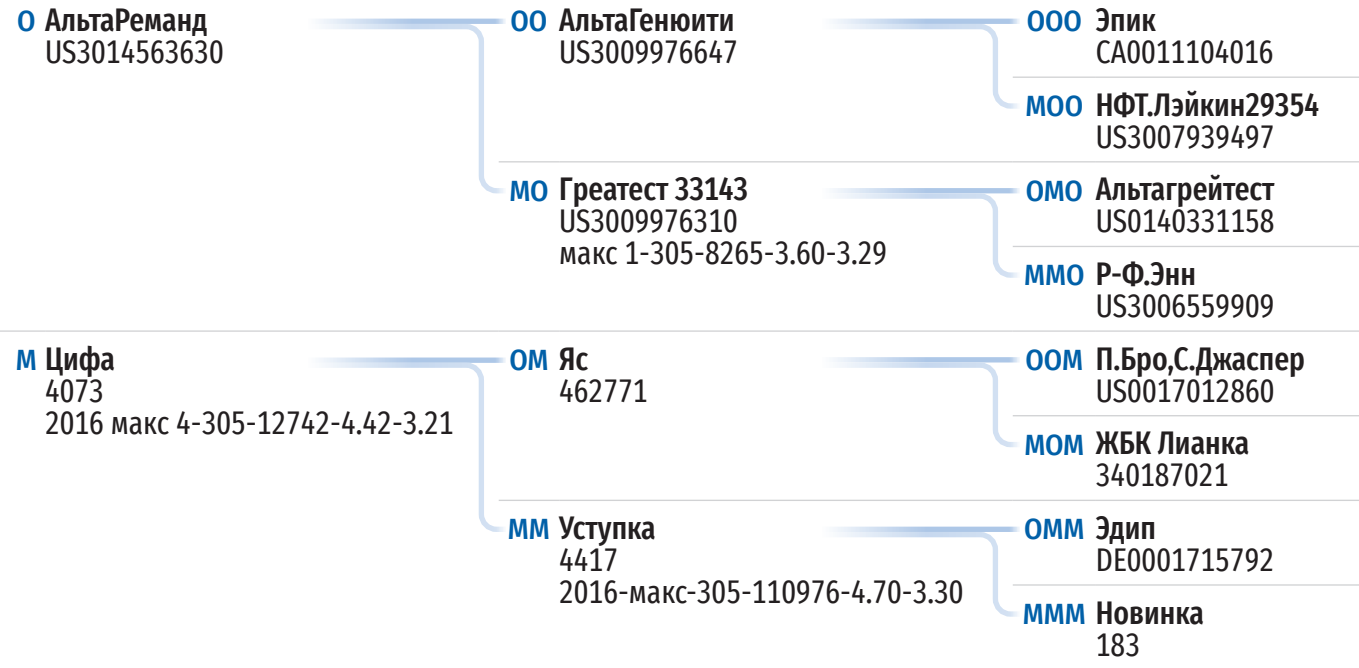 О АльтаРеманд
US3014563630
ОО АльтаГенюити
US3009976647
ООО Эпик
CA0011104016
МОО НФТ.Лэйкин29354
US3007939497
МО Греатест 33143
US3009976310
макс 1-305-8265-3.60-3.29
ОМО Альтагрейтест
US0140331158
ММО Р-Ф.Энн
US3006559909
М Цифа
4073
2016 макс 4-305-12742-4.42-3.21
ОМ Яс
462771
ООМ П.Бро,С.Джаспер
US0017012860
МОМ ЖБК Лианка
340187021
ММ Уступка
4417
2016-макс-305-110976-4.70-3.30
ОММ Эдип
DE0001715792
МММ Новинка
183